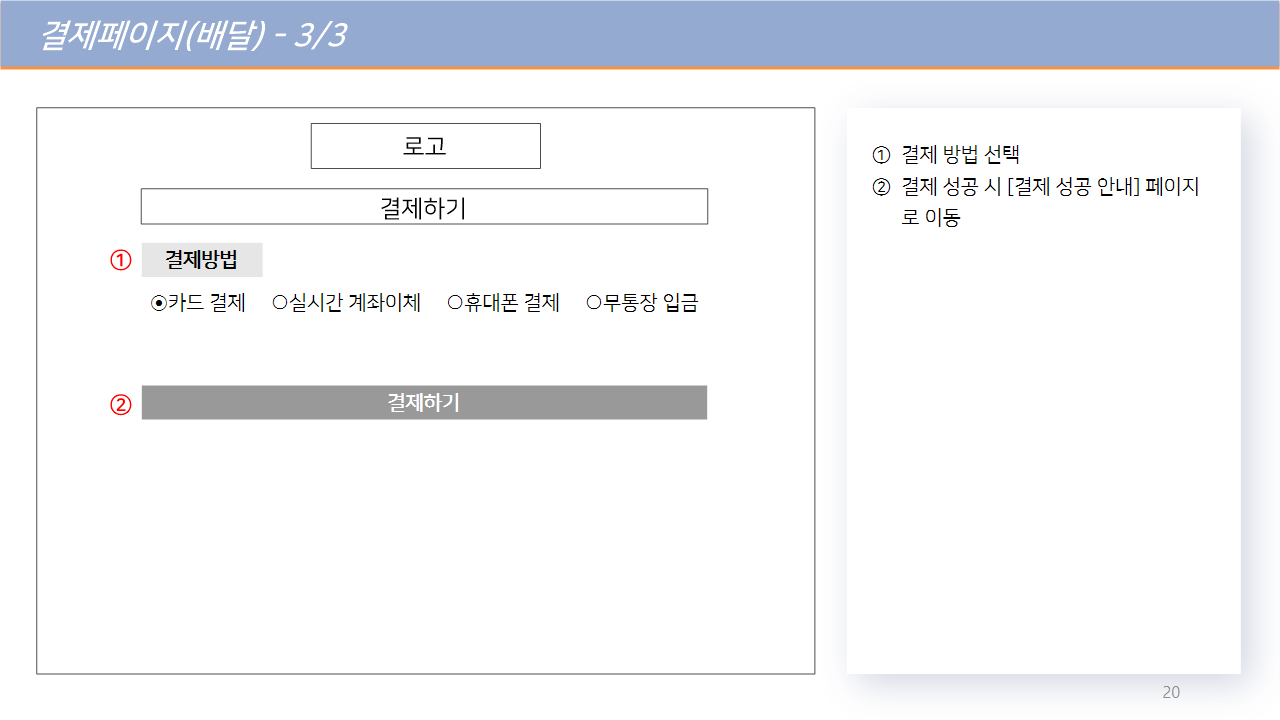 결제페이지(배달) - 3/3
로고
결제하기
① 결제방법
⦿카드 결제 ○실시간 계좌이체 ○휴대폰 결제 ○무통장 입금
② 결제하기
① 결제 방법 선택
② 결제 성공 시 [결제 성공 안내] 페이지
로 이동
20